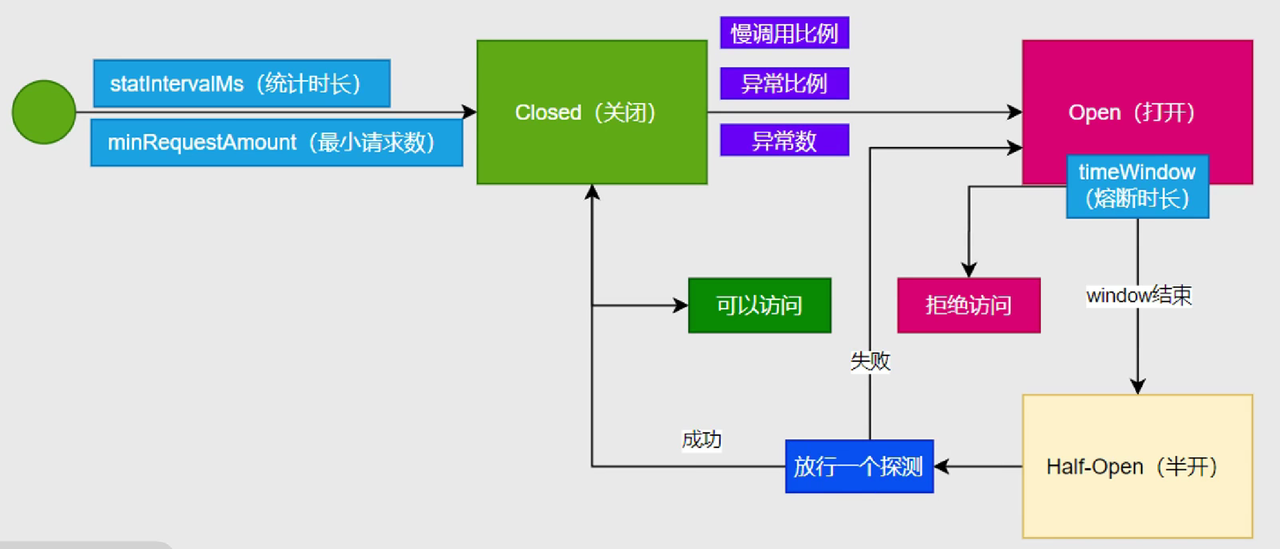 慢调用比例
statIntervalMs（统计时长）
异常比例
Closed（关闭）
Open（打开）
minRequestAmount（最小请求数）
异常数
timeWindow
（熔断时长）
可以访问
拒绝访问
window结束
失败
成功
放行一个探测
Half-Open（半开）